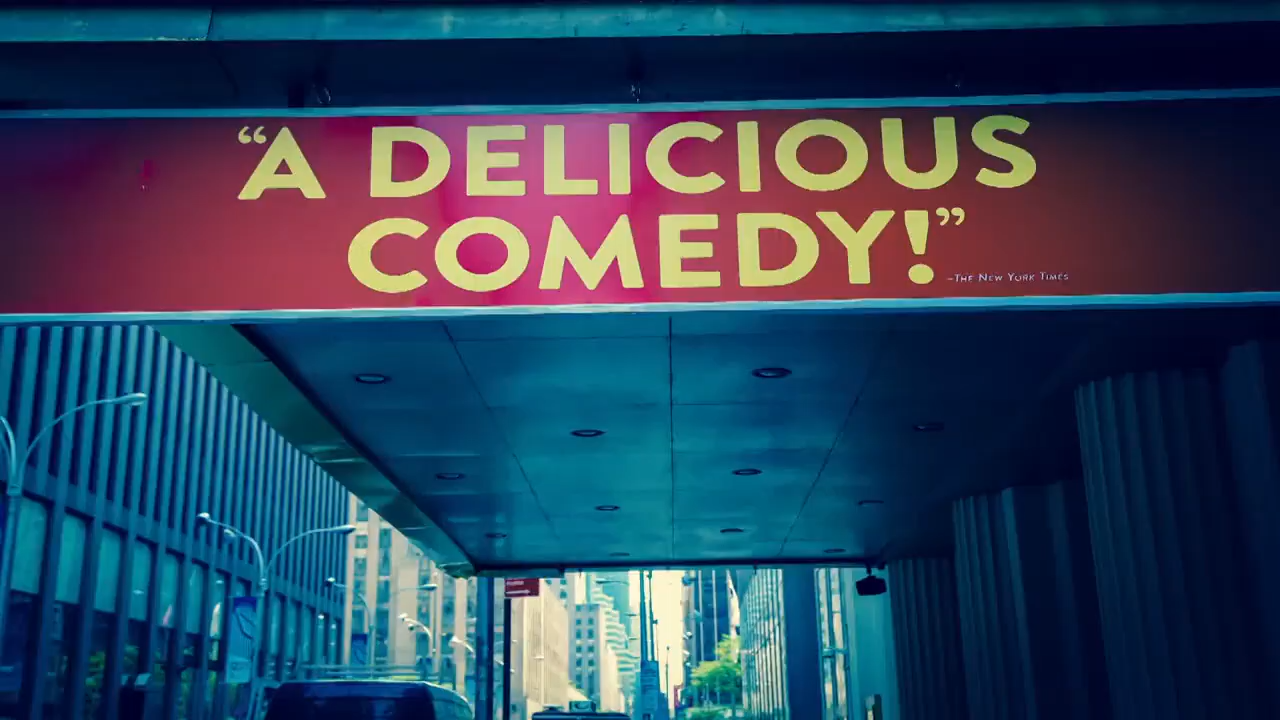 “A DELICIOUS
COMEDY!”
–THE NEW YORK TIMES